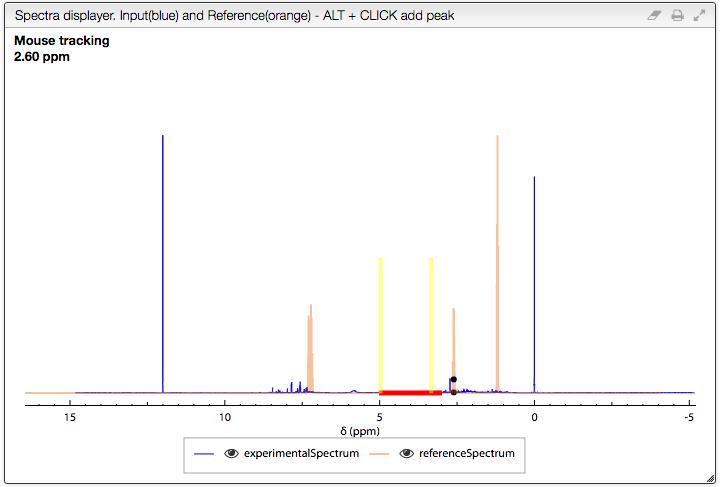 Spectra displayer. Input(blue) and Reference(orange) - ALT + CLICK add peak
Mouse tracking
2.60 ppm
15 10 5 0 -5
δ (ppm)
experimentalSpectrum referenceSpectrum